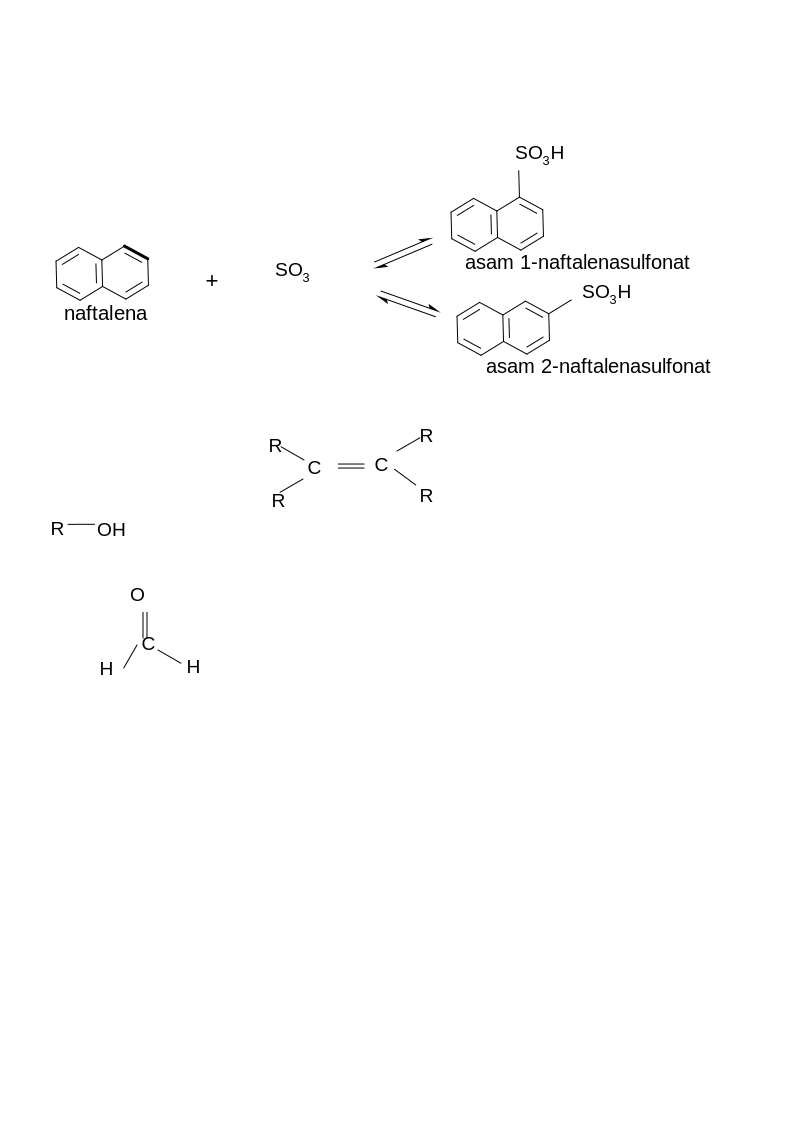 SO3H
asam 1-naftalenasulfonat
naftalena
+
SO3
SO3H
asam 2-naftalenasulfonat
R R
C C
R R
R OH
O
C
H H